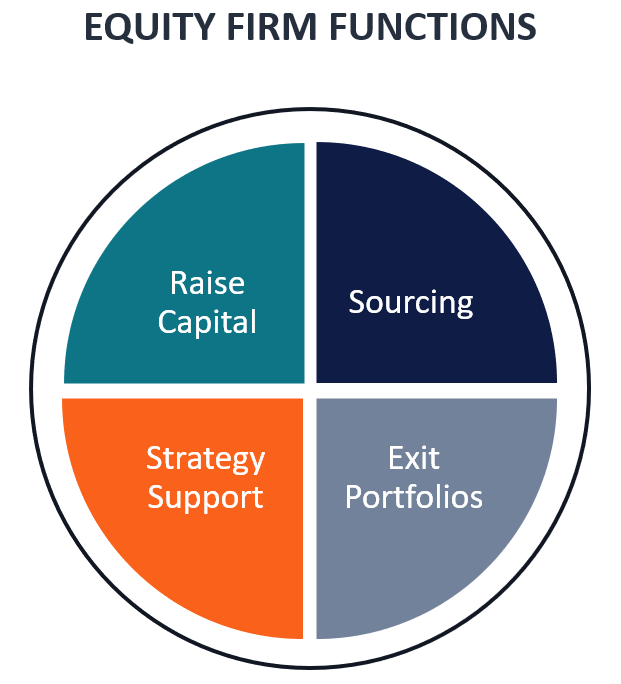 EQUITY FIRM FUNCTIONS
Raise
Capital
Sourcing
Strategy
Support
Exit
Portfolios